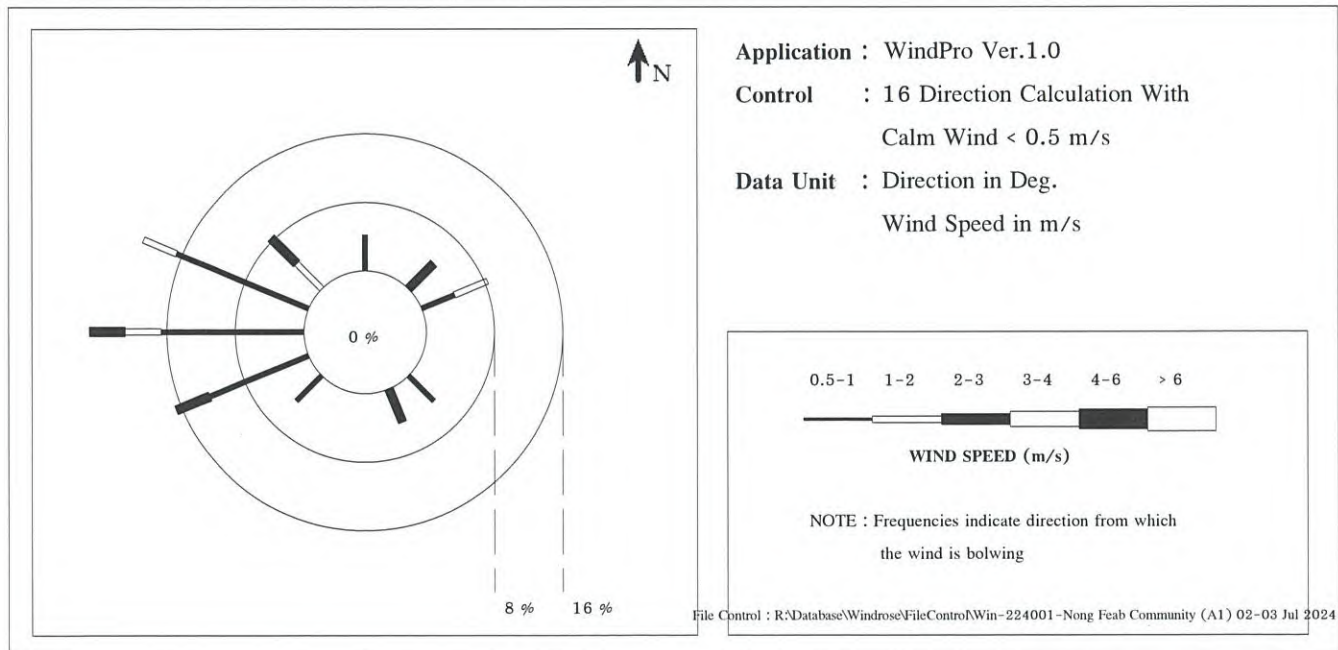 N
0 %
8 %
16 %
Application : WindPro Ver.1.0
Control : 16 Direction Calculation With
Calm Wind < 0.5 m/s
Data Unit : Direction in Deg.
Wind Speed in m/s
0.5-1 1-2 2-3 3-4 4-6 > 6
WIND SPEED (m/s)
NOTE : Frequencies indicate direction from which
the wind is bolwing
File Control : R:\Database\Windrose\FileControl\Win-224001-Nong Feab Community (A1) 02-03 Jul 2024